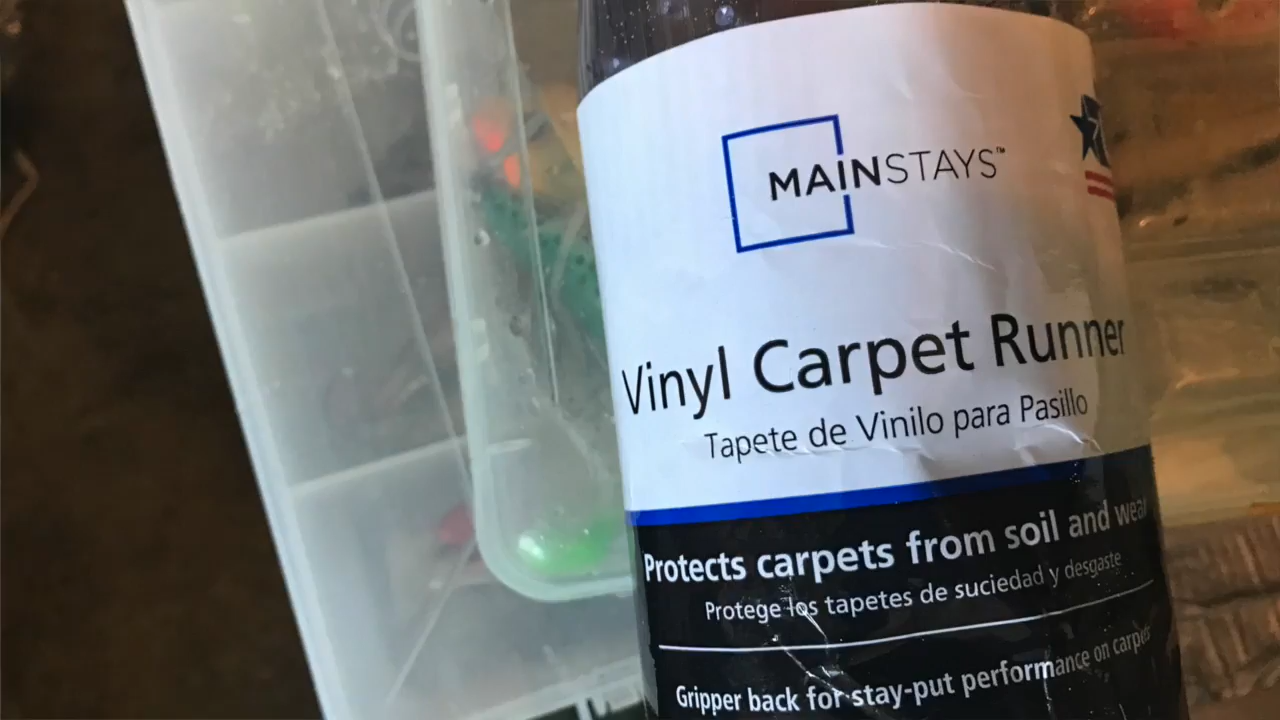 MAINSTAYS™
Vinyl Carpet Runner
Tapete de Vinilo para Pasillo
Protects carpets from soil and wear
Protege los tapetes de suciedad y desgaste
Gripper back for stay-put performance on carpet